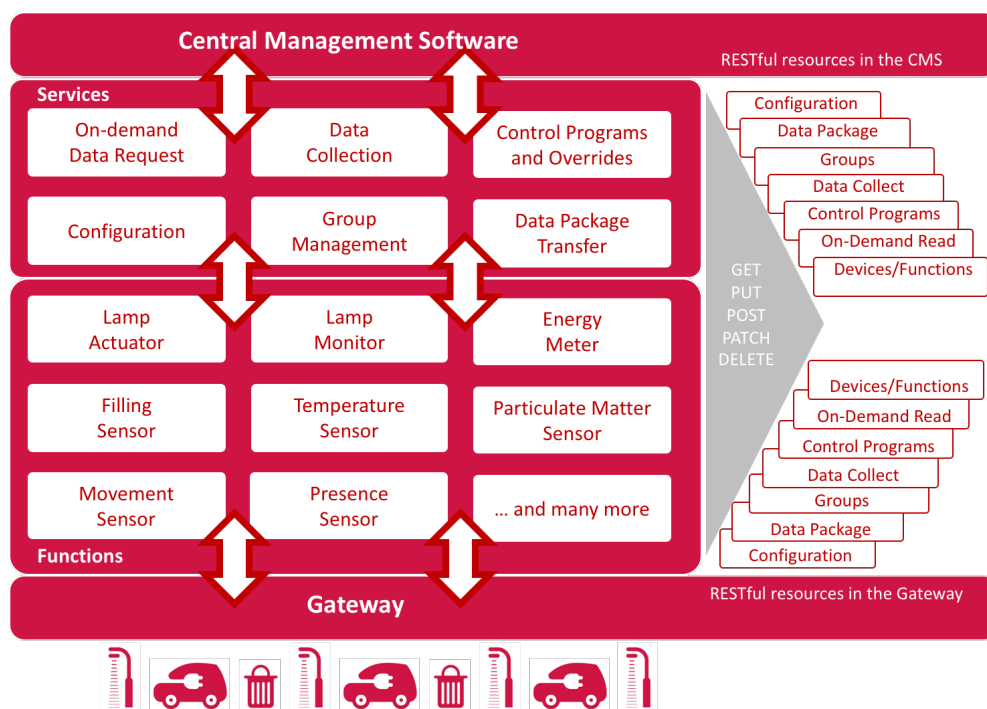 Central Management Software
RESTful resources in the CMS
Services
On-demand
Data Request
Data
Collection
Control Programs
and Overrides
Configuration
Group
Management
Data Package
Transfer
Lamp
Actuator
Lamp
Monitor
Energy
Meter
Filling
Sensor
Temperature
Sensor
Particulate Matter
Sensor
Movement
Sensor
Presence
Sensor
... and many more
Functions
GET
PUT
POST
PATCH
DELETE
Configuration
Data Package
Groups
Data Collect
Control Programs
On-Demand Read
Devices/Functions
Devices/Functions
On-Demand Read
Control Programs
Data Collect
Groups
Data Package
Configuration
Gateway
RESTful resources in the Gateway